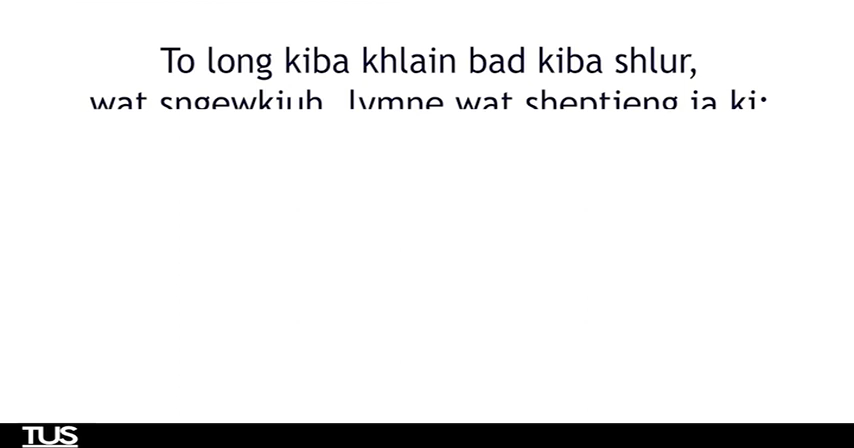 To long kiba khlain bad kiba shlur,
wat sngewkiuh, lymne wat sheptieng ia ki:
TUS